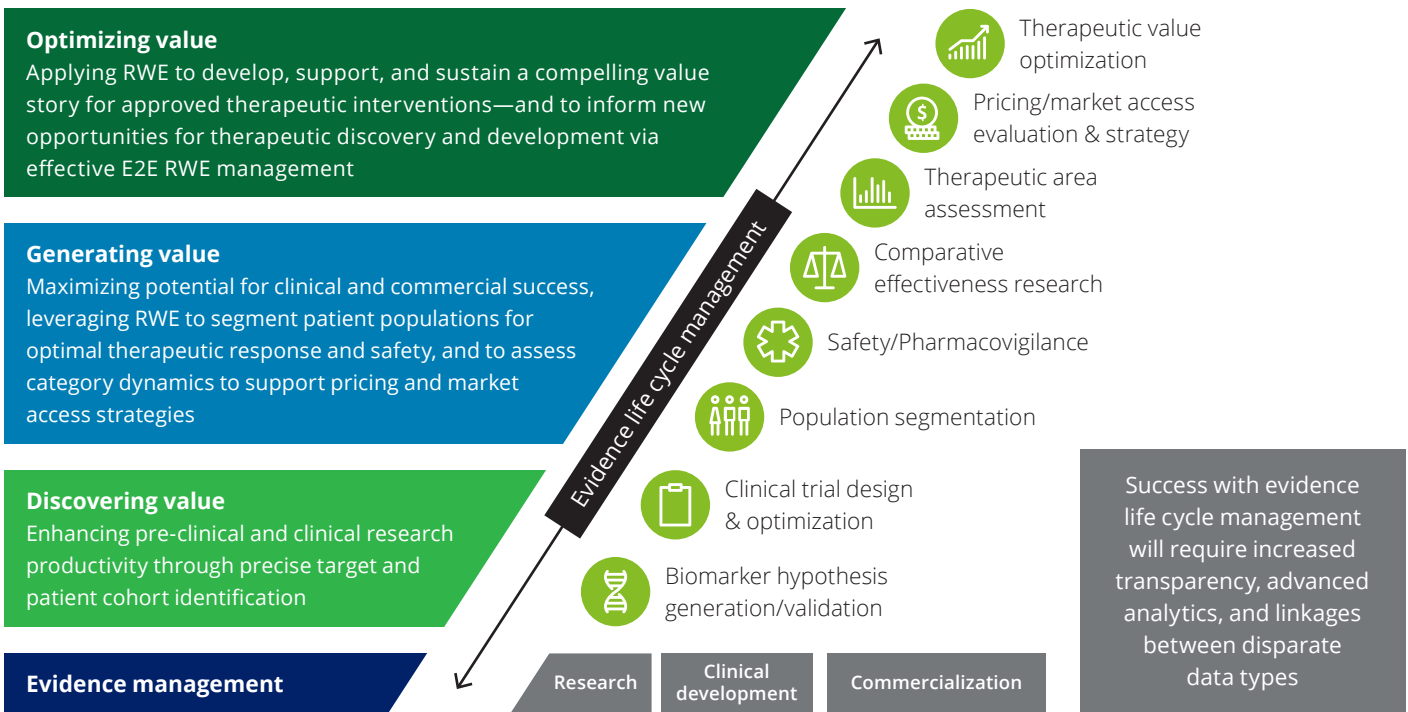 Optimizing value
Applying RWE to develop, support, and sustain a compelling value
story for approved therapeutic interventions—and to inform new
opportunities for therapeutic discovery and development via
effective E2E RWE management
Generating value
Maximizing potential for clinical and commercial success,
leveraging RWE to segment patient populations for
optimal therapeutic response and safety, and to assess
category dynamics to support pricing and market
access strategies
Discovering value
Enhancing pre-clinical and clinical research
productivity through precise target and
patient cohort identification
Evidence management
Evidence life cycle management
Therapeutic value
optimization
$
Pricing/market access
evaluation & strategy
Therapeutic area
assessment
Comparative
effectiveness research
Safety/Pharmacovigilance
Population segmentation
Clinical trial design
& optimization
Biomarker hypothesis
generation/validation
Research
Clinical
development
Commercialization
Success with evidence
life cycle management
will require increased
transparency, advanced
analytics, and linkages
between disparate
data types